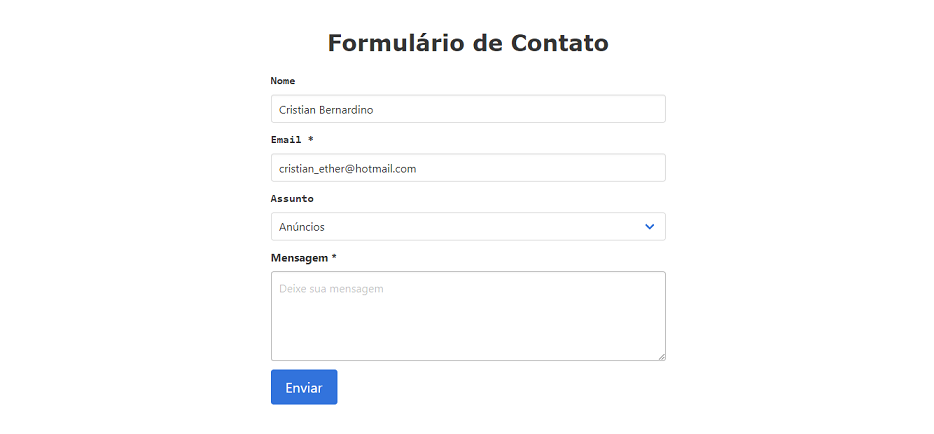 Formulário de Contato
Nome
Cristian Bernardino
Email *
cristian_ether@hotmail.com
Assunto
Anúncios
Mensagem *
Deixe sua mensagem
Enviar